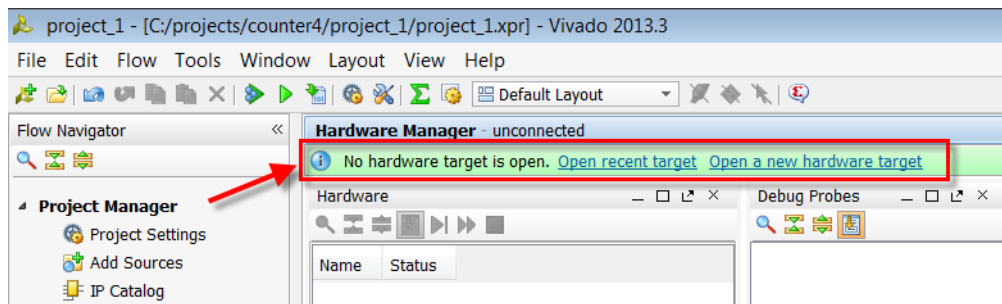 project_1 - [C:/projects/counter4/project_1/project_1.xpr] - Vivado 2013.3
File Edit Flow Tools Window Layout View Help
Default Layout
Flow Navigator
Hardware Manager - unconnected
No hardware target is open. Open recent target Open a new hardware target
Hardware
Debug Probes
Project Manager
Project Settings
Name Status
Add Sources
IP Catalog